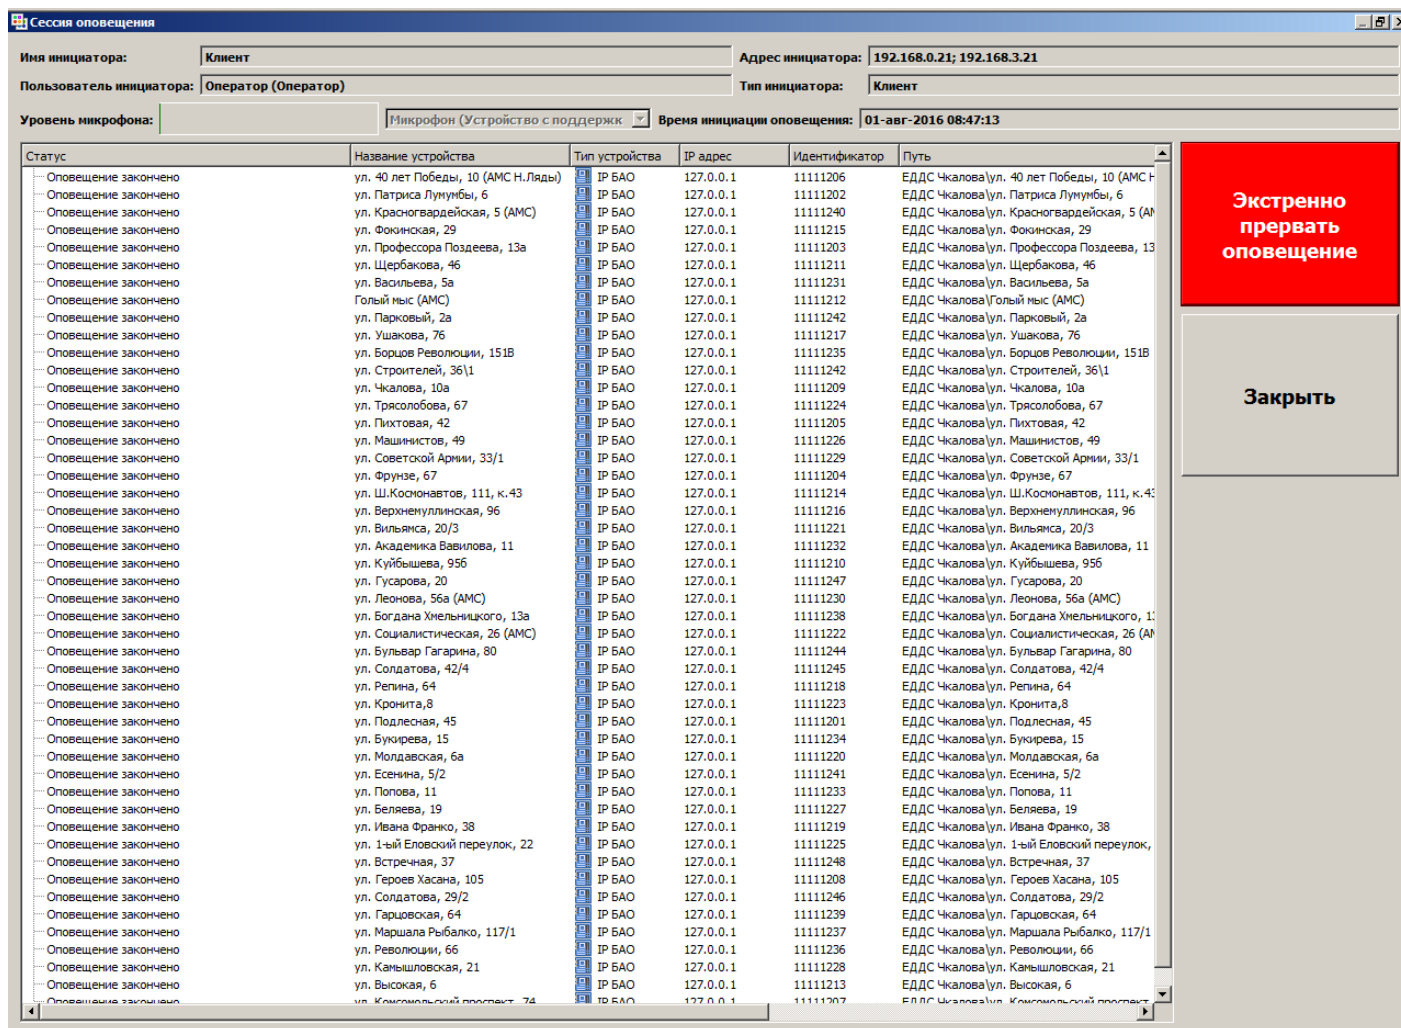 Сессия оповещения
Имя инициатора: Клиент Адрес инициатора: 192.168.0.21; 192.168.3.21
Пользователь инициатора: Оператор (Оператор) Тип инициатора: Клиент
Уровень микрофона: Микрофон (Устройство с поддержк Время инициации оповещения: 01-авг-2016 08:47:13
Статус Название устройства Тип устройства IP адрес Идентификатор Путь
Оповещение закончено ул. 40 лет Победы, 10 (АМС Н.Ляды) IP БАО 127.0.0.1 11111206 ЕДДС Чкалова\ул. 40 лет Победы, 10 (АМС Н
Оповещение закончено ул. Патриса Лумумбы, 6 IP БАО 127.0.0.1 11111202 ЕДДС Чкалова\ул. Патриса Лумумбы, 6
Оповещение закончено ул. Красногвардейская, 5 (АМС) IP БАО 127.0.0.1 11111240 ЕДДС Чкалова\ул. Красногвардейская, 5 (АМ
Оповещение закончено ул. Фокинская, 29 IP БАО 127.0.0.1 11111215 ЕДДС Чкалова\ул. Фокинская, 29
Оповещение закончено ул. Профессора Поздеева, 13а IP БАО 127.0.0.1 11111203 ЕДДС Чкалова\ул. Профессора Поздеева, 13
Оповещение закончено ул. Щербакова, 46 IP БАО 127.0.0.1 11111211 ЕДДС Чкалова\ул. Щербакова, 46
Оповещение закончено ул. Васильева, 5а IP БАО 127.0.0.1 11111231 ЕДДС Чкалова\ул. Васильева, 5а
Оповещение закончено Голый мыс (АМС) IP БАО 127.0.0.1 11111212 ЕДДС Чкалова\Голый мыс (АМС)
Оповещение закончено ул. Парковый, 2а IP БАО 127.0.0.1 11111242 ЕДДС Чкалова\ул. Парковый, 2а
Оповещение закончено ул. Ушакова, 76 IP БАО 127.0.0.1 11111217 ЕДДС Чкалова\ул. Ушакова, 76
Оповещение закончено ул. Борцов Революции, 151В IP БАО 127.0.0.1 11111235 ЕДДС Чкалова\ул. Борцов Революции, 151В
Оповещение закончено ул. Строителей, 36\1 IP БАО 127.0.0.1 11111242 ЕДДС Чкалова\ул. Строителей, 36\1
Оповещение закончено ул. Чкалова, 10а IP БАО 127.0.0.1 11111209 ЕДДС Чкалова\ул. Чкалова, 10а
Оповещение закончено ул. Трясолобова, 67 IP БАО 127.0.0.1 11111224 ЕДДС Чкалова\ул. Трясолобова, 67
Оповещение закончено ул. Пихтовая, 42 IP БАО 127.0.0.1 11111205 ЕДДС Чкалова\ул. Пихтовая, 42
Оповещение закончено ул. Машинистов, 49 IP БАО 127.0.0.1 11111226 ЕДДС Чкалова\ул. Машинистов, 49
Оповещение закончено ул. Советской Армии, 33/1 IP БАО 127.0.0.1 11111229 ЕДДС Чкалова\ул. Советской Армии, 33/1
Оповещение закончено ул. Фрунзе, 67 IP БАО 127.0.0.1 11111204 ЕДДС Чкалова\ул. Фрунзе, 67
Оповещение закончено ул. Ш.Космонавтов, 111, к.43 IP БАО 127.0.0.1 11111214 ЕДДС Чкалова\ул. Ш.Космонавтов, 111, к.43
Оповещение закончено ул. Верхнемуллинская, 96 IP БАО 127.0.0.1 11111216 ЕДДС Чкалова\ул. Верхнемуллинская, 96
Оповещение закончено ул. Вильямса, 20/3 IP БАО 127.0.0.1 11111221 ЕДДС Чкалова\ул. Вильямса, 20/3
Оповещение закончено ул. Академика Вавилова, 11 IP БАО 127.0.0.1 11111232 ЕДДС Чкалова\ул. Академика Вавилова, 11
Оповещение закончено ул. Куйбышева, 95б IP БАО 127.0.0.1 11111210 ЕДДС Чкалова\ул. Куйбышева, 95б
Оповещение закончено ул. Гусарова, 20 IP БАО 127.0.0.1 11111247 ЕДДС Чкалова\ул. Гусарова, 20
Оповещение закончено ул. Леонова, 56а (АМС) IP БАО 127.0.0.1 11111230 ЕДДС Чкалова\ул. Леонова, 56а (АМС)
Оповещение закончено ул. Богдана Хмельницкого, 13а IP БАО 127.0.0.1 11111238 ЕДДС Чкалова\ул. Богдана Хмельницкого, 1
Оповещение закончено ул. Социалистическая, 26 (АМС) IP БАО 127.0.0.1 11111222 ЕДДС Чкалова\ул. Социалистическая, 26 (АМ
Оповещение закончено ул. Бульвар Гагарина, 80 IP БАО 127.0.0.1 11111244 ЕДДС Чкалова\ул. Бульвар Гагарина, 80
Оповещение закончено ул. Солдатова, 42/4 IP БАО 127.0.0.1 11111245 ЕДДС Чкалова\ул. Солдатова, 42/4
Оповещение закончено ул. Репина, 64 IP БАО 127.0.0.1 11111218 ЕДДС Чкалова\ул. Репина, 64
Оповещение закончено ул. Кронита,8 IP БАО 127.0.0.1 11111223 ЕДДС Чкалова\ул. Кронита,8
Оповещение закончено ул. Подлесная, 45 IP БАО 127.0.0.1 11111201 ЕДДС Чкалова\ул. Подлесная, 45
Оповещение закончено ул. Букирева, 15 IP БАО 127.0.0.1 11111234 ЕДДС Чкалова\ул. Букирева, 15
Оповещение закончено ул. Молдавская, 6а IP БАО 127.0.0.1 11111220 ЕДДС Чкалова\ул. Молдавская, 6а
Оповещение закончено ул. Есенина, 5/2 IP БАО 127.0.0.1 11111241 ЕДДС Чкалова\ул. Есенина, 5/2
Оповещение закончено ул. Попова, 11 IP БАО 127.0.0.1 11111233 ЕДДС Чкалова\ул. Попова, 11
Оповещение закончено ул. Беляева, 19 IP БАО 127.0.0.1 11111227 ЕДДС Чкалова\ул. Беляева, 19
Оповещение закончено ул. Ивана Франко, 38 IP БАО 127.0.0.1 11111219 ЕДДС Чкалова\ул. Ивана Франко, 38
Оповещение закончено ул. 1-ый Еловский переулок, 22 IP БАО 127.0.0.1 11111225 ЕДДС Чкалова\ул. 1-ый Еловский переулок,
Оповещение закончено ул. Встречная, 37 IP БАО 127.0.0.1 11111248 ЕДДС Чкалова\ул. Встречная, 37
Оповещение закончено ул. Героев Хасана, 105 IP БАО 127.0.0.1 11111208 ЕДДС Чкалова\ул. Героев Хасана, 105
Оповещение закончено ул. Солдатова, 29/2 IP БАО 127.0.0.1 11111246 ЕДДС Чкалова\ул. Солдатова, 29/2
Оповещение закончено ул. Гарцовская, 64 IP БАО 127.0.0.1 11111239 ЕДДС Чкалова\ул. Гарцовская, 64
Оповещение закончено ул. Маршала Рыбалко, 117/1 IP БАО 127.0.0.1 11111237 ЕДДС Чкалова\ул. Маршала Рыбалко, 117/1
Оповещение закончено ул. Революции, 66 IP БАО 127.0.0.1 11111236 ЕДДС Чкалова\ул. Революции, 66
Оповещение закончено ул. Камышловская, 21 IP БАО 127.0.0.1 11111228 ЕДДС Чкалова\ул. Камышловская, 21
Оповещение закончено ул. Высокая, 6 IP БАО 127.0.0.1 11111213 ЕДДС Чкалова\ул. Высокая, 6
Оповещение закончено ул. Комсомольский проспект, 74 IP БАО 127.0.0.1 11111207 ЕДДС Чкалова\ул. Комсомольский проспект
Экстренно
прервать
оповещение
Закрыть